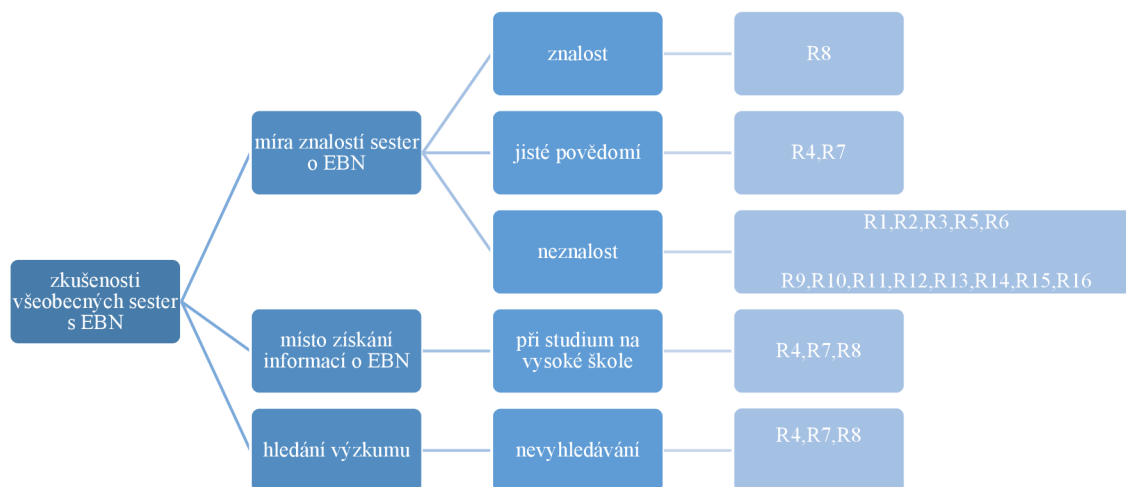 zkušenosti
všeobecných sester
s EBN
míra znalostí sester
o EBN
znalost
R8
jisté povědomí
R4,R7
neznalost
R1,R2,R3,R5,R6
R9,R10,R11,R12,R13,R14,R15,R16
místo získání
informací o EBN
při studium na
vysoké škole
R4,R7,R8
hledání výzkumu
nevyhledávání
R4,R7,R8